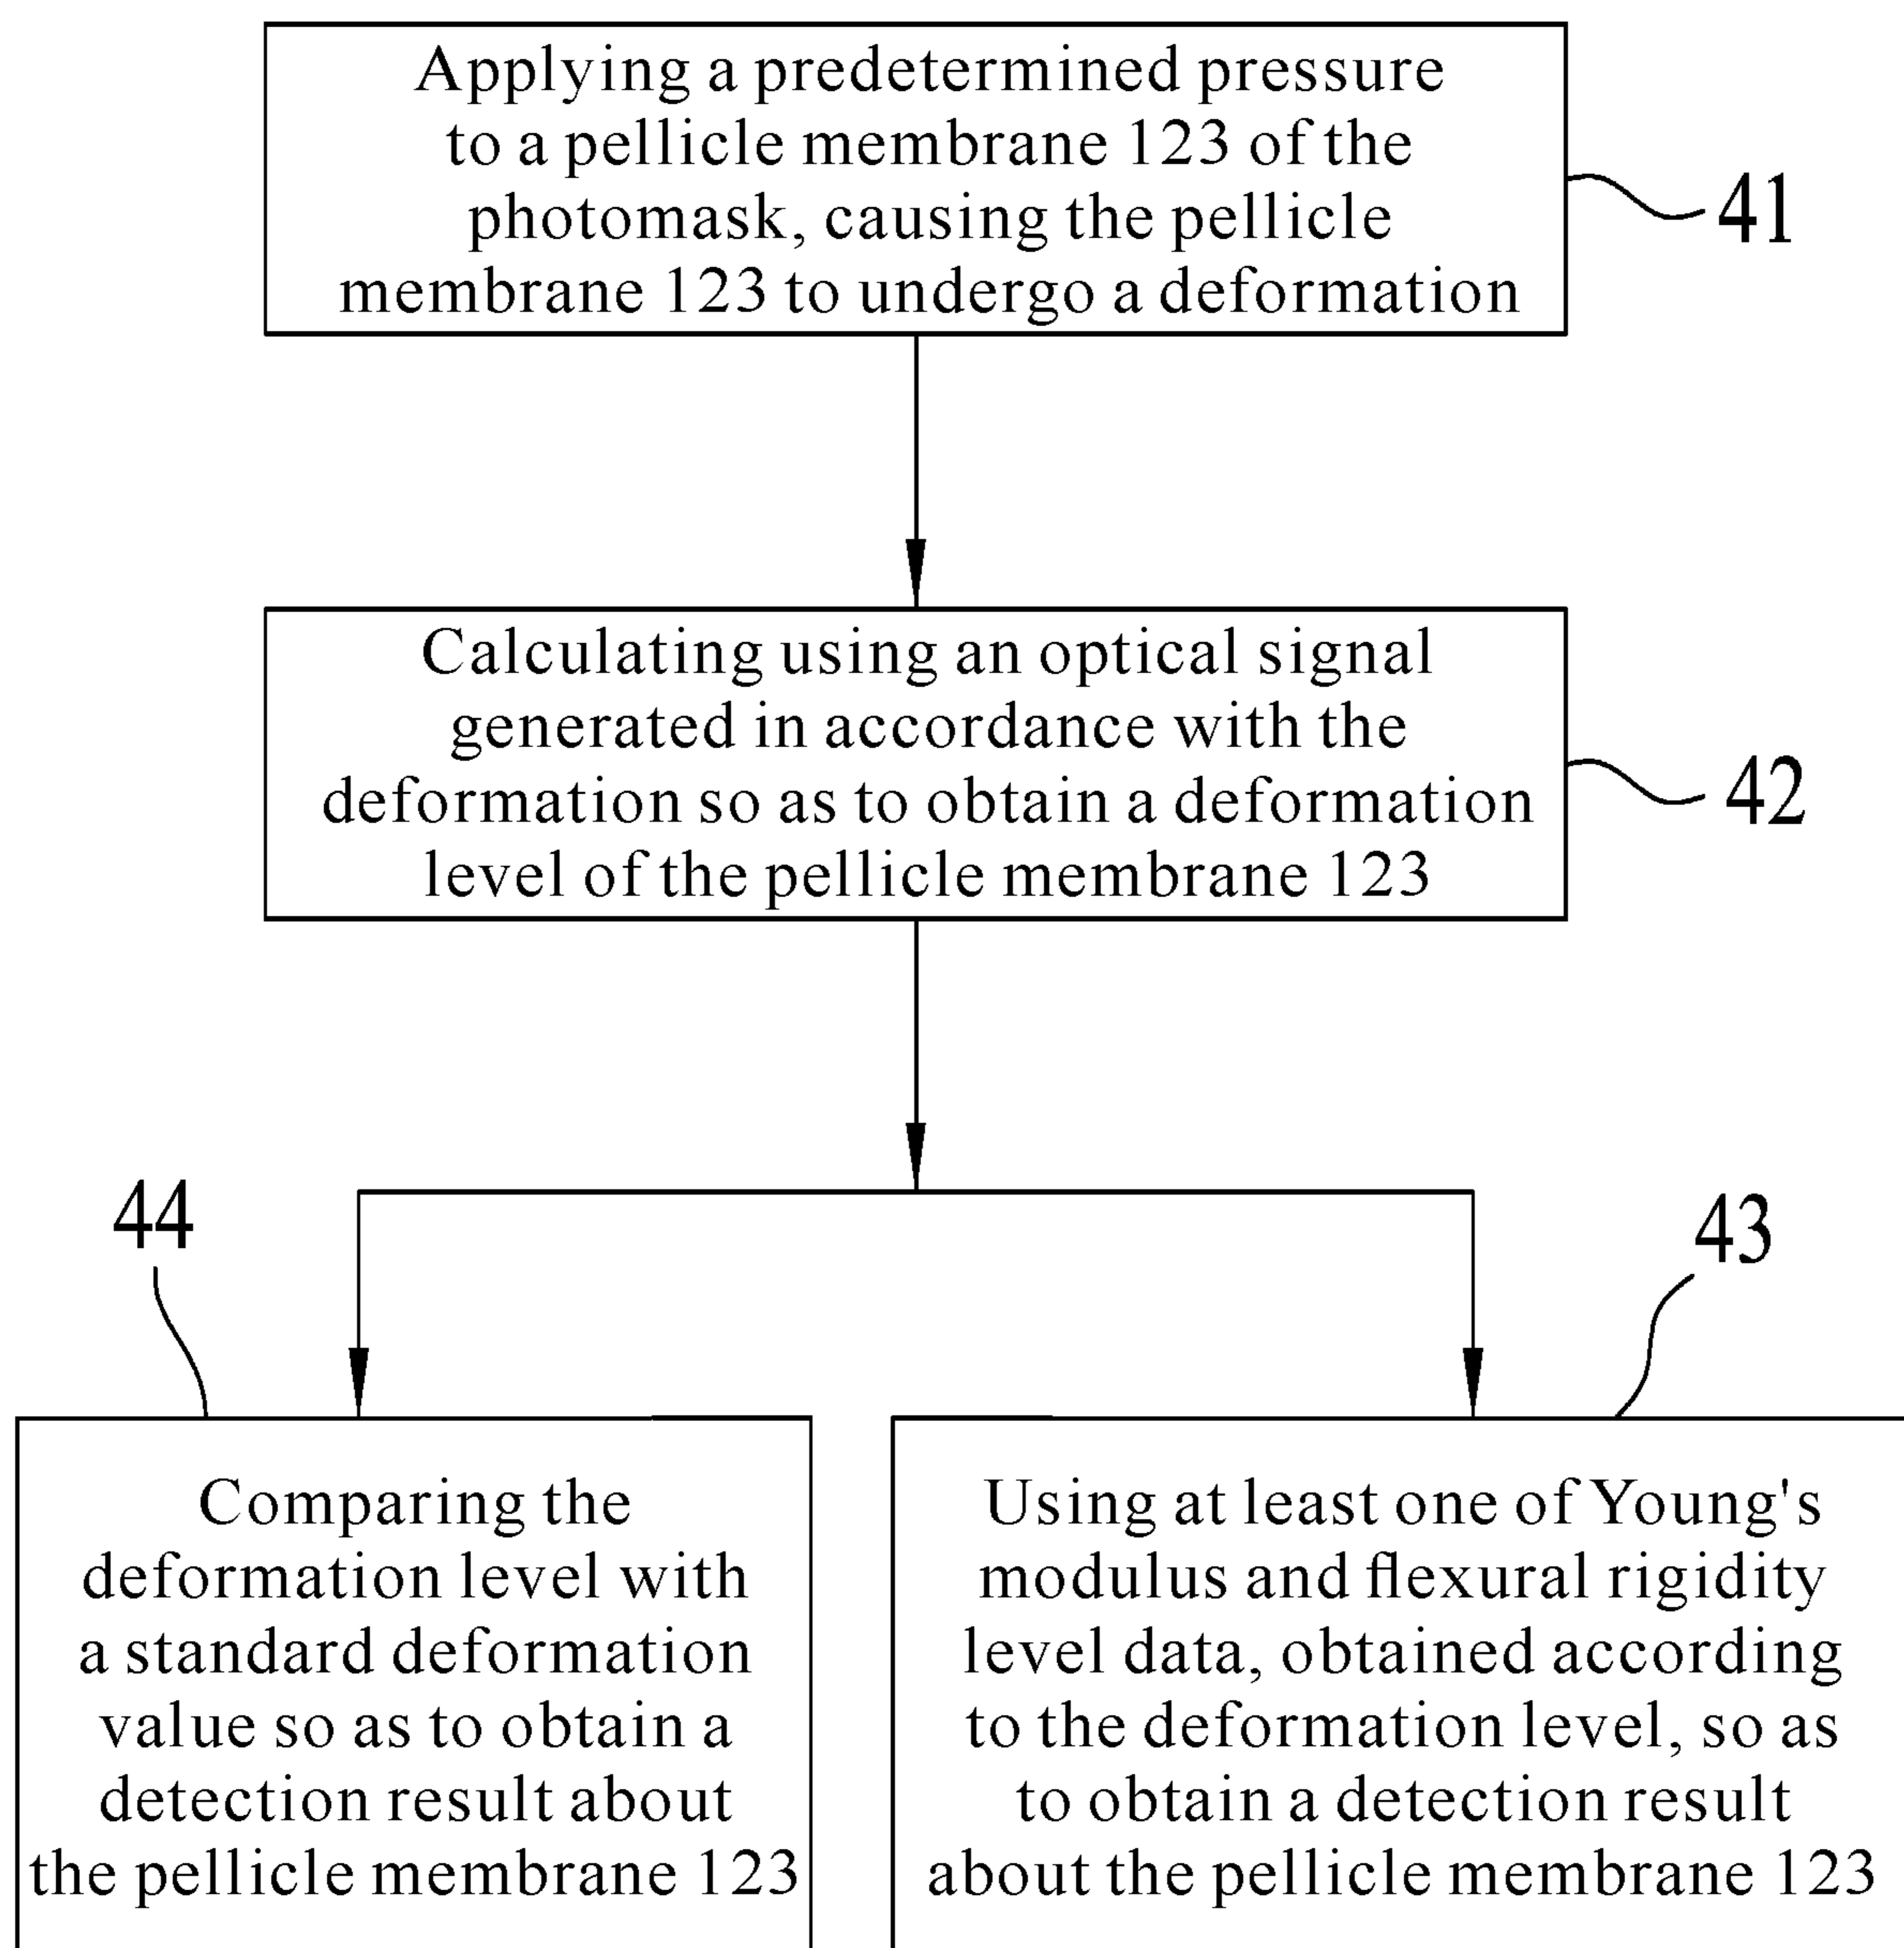 Applying a predetermined pressure
to a pellicle membrane 123 of the
photomask, causing the pellicle
membrane 123 to undergo a deformation
41
Calculating using an optical signal
generated in accordance with the
deformation so as to obtain a deformation
level of the pellicle membrane 123
42
44
43
Comparing the
deformation level with
a standard deformation
value so as to obtain a
detection result about
the pellicle membrane 123
Using at least one of Young's
modulus and flexural rigidity
level data, obtained according
to the deformation level, so as
to obtain a detection result
about the pellicle membrane 123